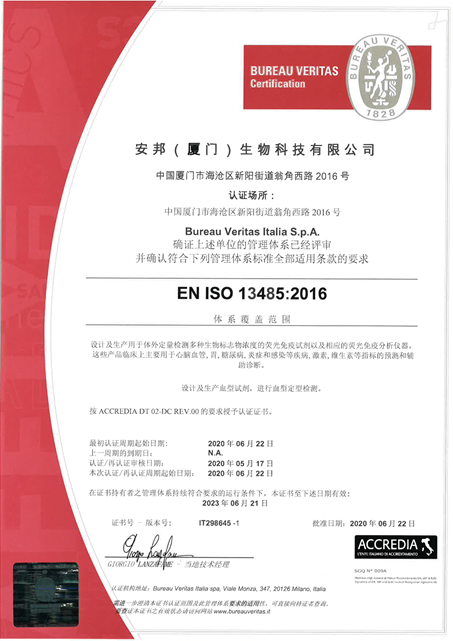 BUREAU VERITAS
Certification
BUREAU VERITAS
1828
安邦（厦门）生物科技有限公司
中国厦门市海沧区新阳街道翁角西路 2016 号
认证场所：
中国厦门市海沧区新阳街道翁角西路 2016 号
Bureau Veritas Italia S.p.A.
确证上述单位的管理体系已经评审
并确认符合下列管理体系标准全部适用条款的要求
EN ISO 13485:2016
体系覆盖范围
设计及生产用于体外定量检测多种生物标志物浓度的荧光免疫试剂以及相应的荧光免疫分析仪器。
这些产品临床上主要用于心脑血管,胃,糖尿病,炎症和感染等疾病,激素,维生素等指标的预测和辅
助诊断。
设计及生产血型试剂，进行血型定型检测。
按 ACCREDIA DT 02-DC REV.00 的要求授予认证证书。
最初认证周期起始日期: 2020 年 06 月 22 日
上一周期的到期日: N.A.
认证/再认证审核日期: 2020 年 05 月 17 日
本次认证/再认证周期起始日期: 2020 年 06 月 22 日
在证书持有者之管理体系持续符合要求的运行条件下，本证书至下述日期有效：
2023 年 06 月 21 日
证书号 - 版本号: IT298645 -1 批准日期: 2020 年 06 月 22 日
ACCREDIA
L'ENTE ITALIANO DI ACCREDITAMENTO
GIORGIO LANZAFAME - 当地技术经理
SGQ N° 009A
认证机构地址: Bureau Veritas Italia spa, Viale Monza, 347, 20126 Milano, Italia
需进一步澄清本证书认证范围及此管理体系要求的适用性，可直接向持证方查询。
需查证本证书之有效状态请访问网站 www.bureauveritas.it